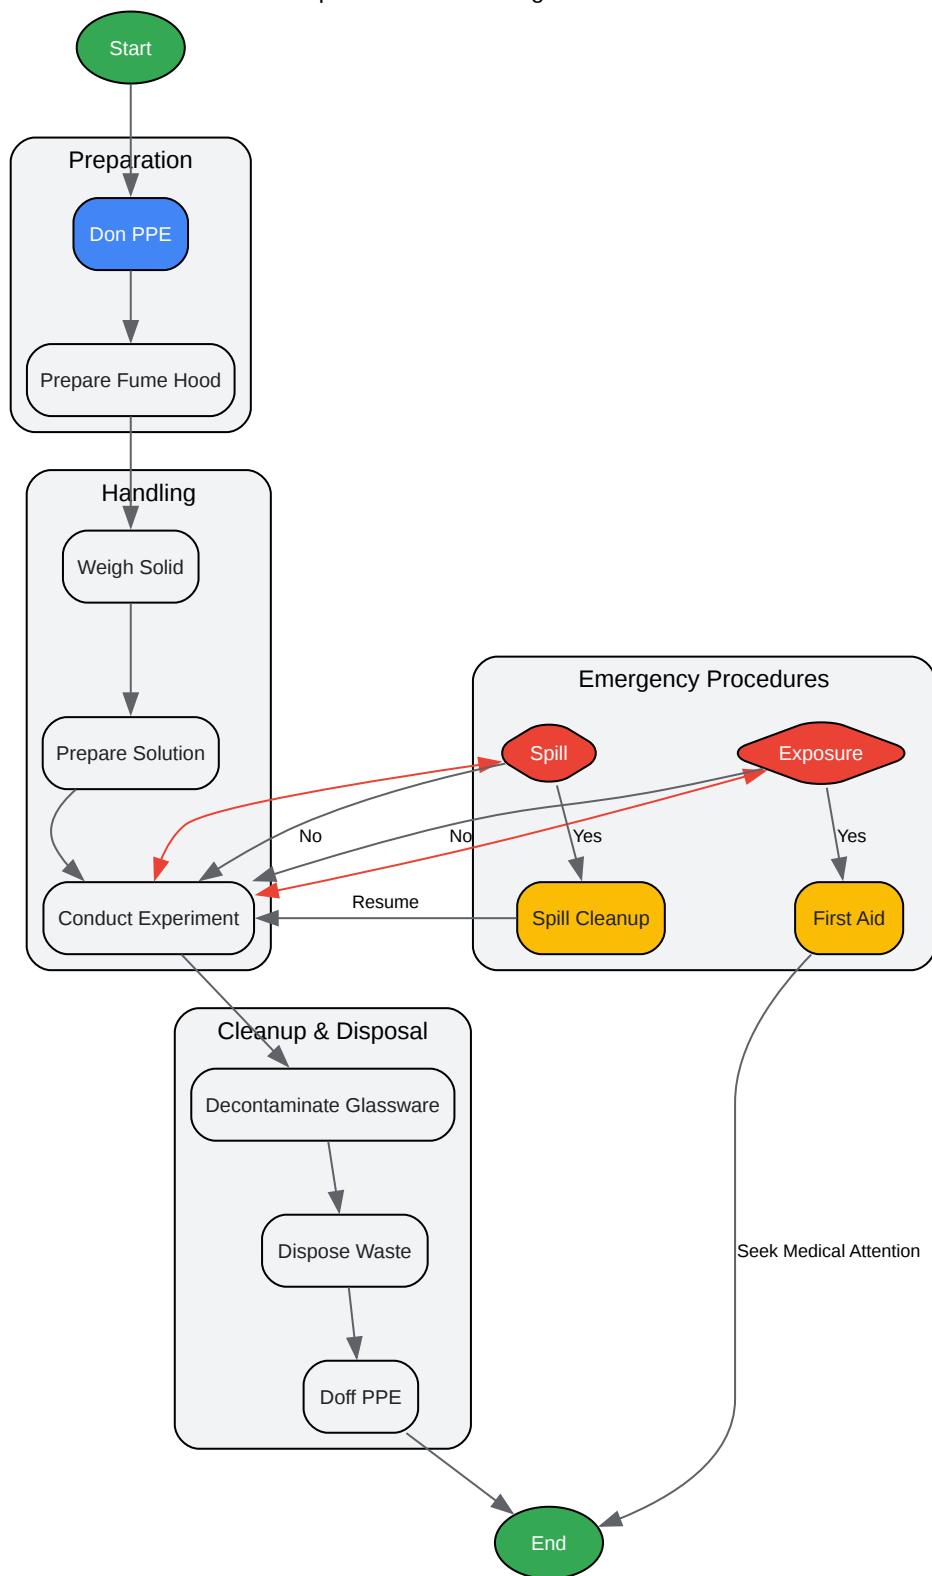 Start
Preparation
Don PPE
Prepare Fume Hood
Handling
Weigh Solid
Emergency Procedures
Prepare Solution
Spill
Exposure
No
No
Yes
Yes
Resume
Conduct Experiment
Spill Cleanup
First Aid
Cleanup & Disposal
Decontaminate Glassware
Dispose Waste
Seek Medical Attention
Doff PPE
End